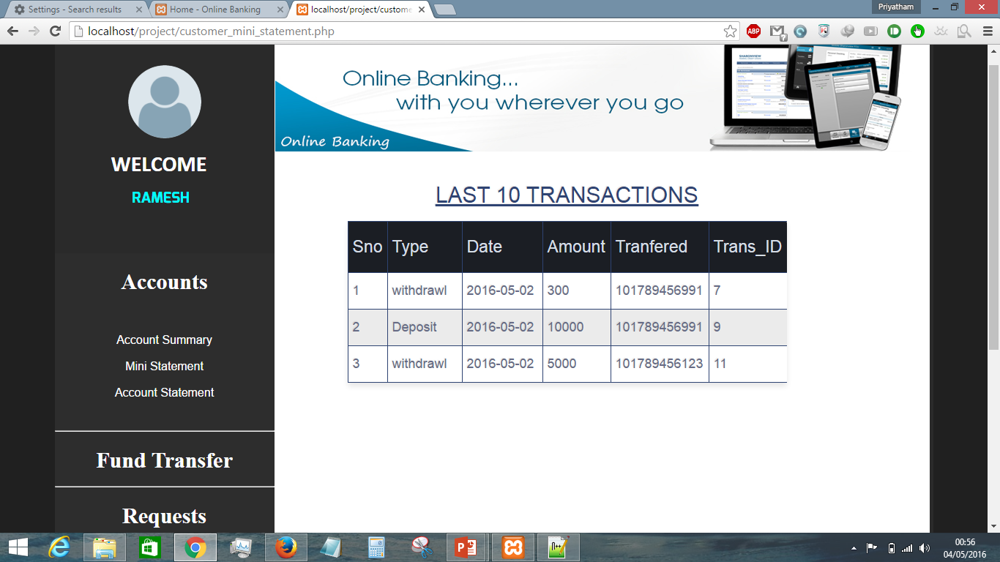 Settings - Search results
Home - Online Banking
localhost/project/custome
Priyatham
localhost/project/customer_mini_statement.php
ABP
WELCOME
RAMESH
Accounts
Account Summary
Mini Statement
Account Statement
Fund Transfer
Requests
Online Banking...
with you wherever you go
Online Banking
SHARONVIEW
LAST 10 TRANSACTIONS
Sno Type Date Amount Tranfered Trans_ID
1 withdrawl 2016-05-02 300 101789456991 7
2 Deposit 2016-05-02 10000 101789456991 9
3 withdrawl 2016-05-02 5000 101789456123 11
00:56
04/05/2016